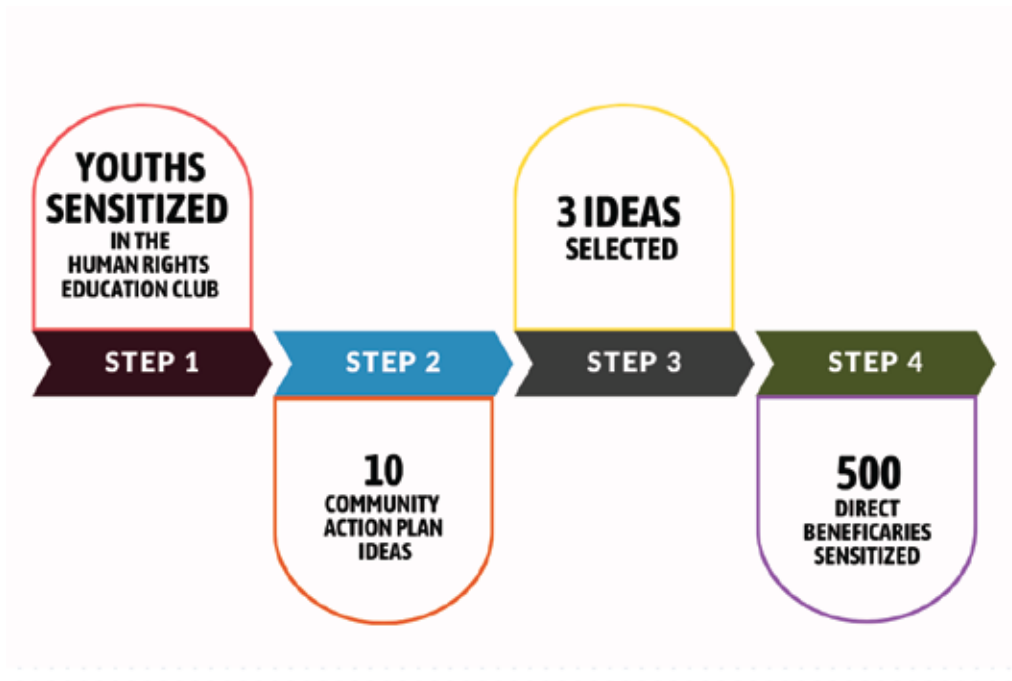 YOUTHS
SENSITIZED
IN THE
HUMAN RIGHTS
EDUCATION CLUB
STEP 1
STEP 2
10
COMMUNITY
ACTION PLAN
IDEAS
3 IDEAS
SELECTED
STEP 3
STEP 4
500
DIRECT
BENEFICARIES
SENSITIZED